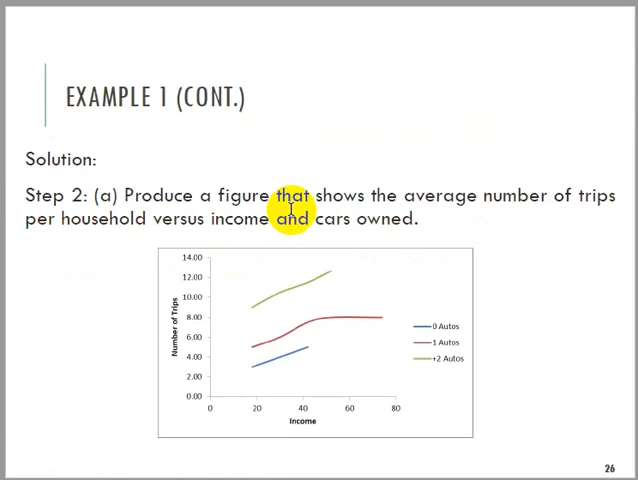 EXAMPLE 1 (CONT.)
Solution:
Step 2: (a) Produce a figure that shows the average number of trips
per household versus income and cars owned.
14.00
12.00
10.00
8.00
6.00
4.00
2.00
0.00
Number of Trips
0 20 40 60 80
Income
0 Autos
1 Autos
+2 Autos
26